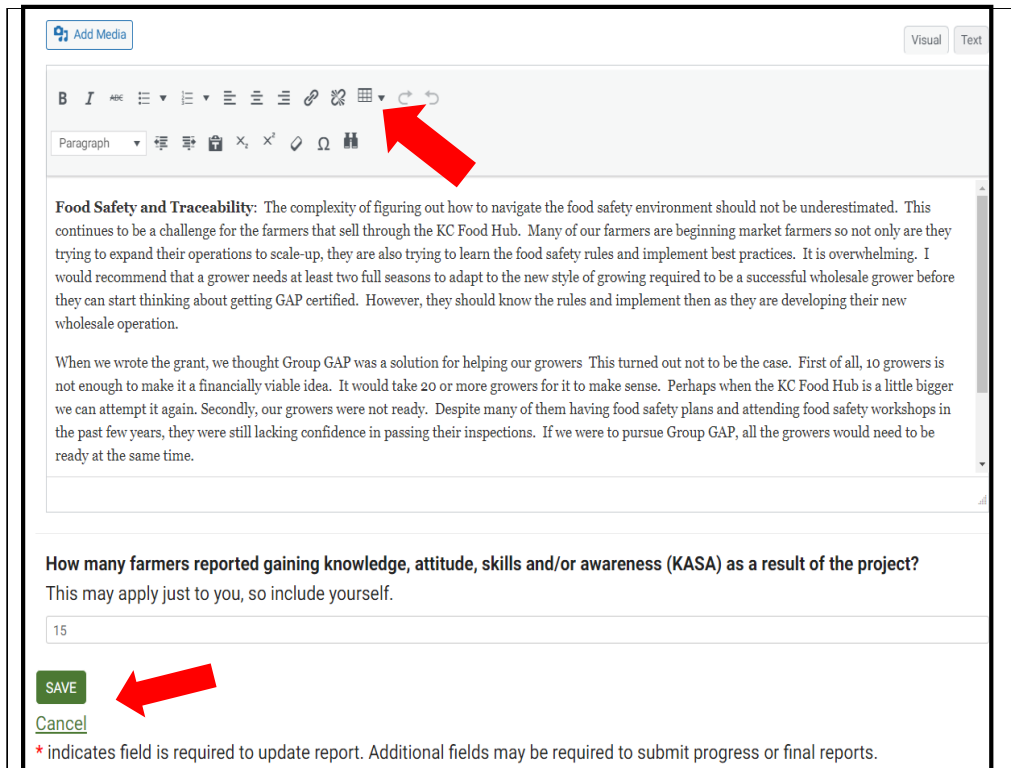 Add Media
Visual Text
B I ABC
Paragraph X₂ X² Ω
Food Safety and Traceability: The complexity of figuring out how to navigate the food safety environment should not be underestimated. This
continues to be a challenge for the farmers that sell through the KC Food Hub. Many of our farmers are beginning market farmers so not only are they
trying to expand their operations to scale-up, they are also trying to learn the food safety rules and implement best practices. It is overwhelming. I
would recommend that a grower needs at least two full seasons to adapt to the new style of growing required to be a successful wholesale grower before
they can start thinking about getting GAP certified. However, they should know the rules and implement then as they are developing their new
wholesale operation.
When we wrote the grant, we thought Group GAP was a solution for helping our growers This turned out not to be the case. First of all, 10 growers is
not enough to make it a financially viable idea. It would take 20 or more growers for it to make sense. Perhaps when the KC Food Hub is a little bigger
we can attempt it again. Secondly, our growers were not ready. Despite many of them having food safety plans and attending food safety workshops in
the past few years, they were still lacking confidence in passing their inspections. If we were to pursue Group GAP, all the growers would need to be
ready at the same time.
How many farmers reported gaining knowledge, attitude, skills and/or awareness (KASA) as a result of the project?
This may apply just to you, so include yourself.
15
SAVE
Cancel
* indicates field is required to update report. Additional fields may be required to submit progress or final reports.